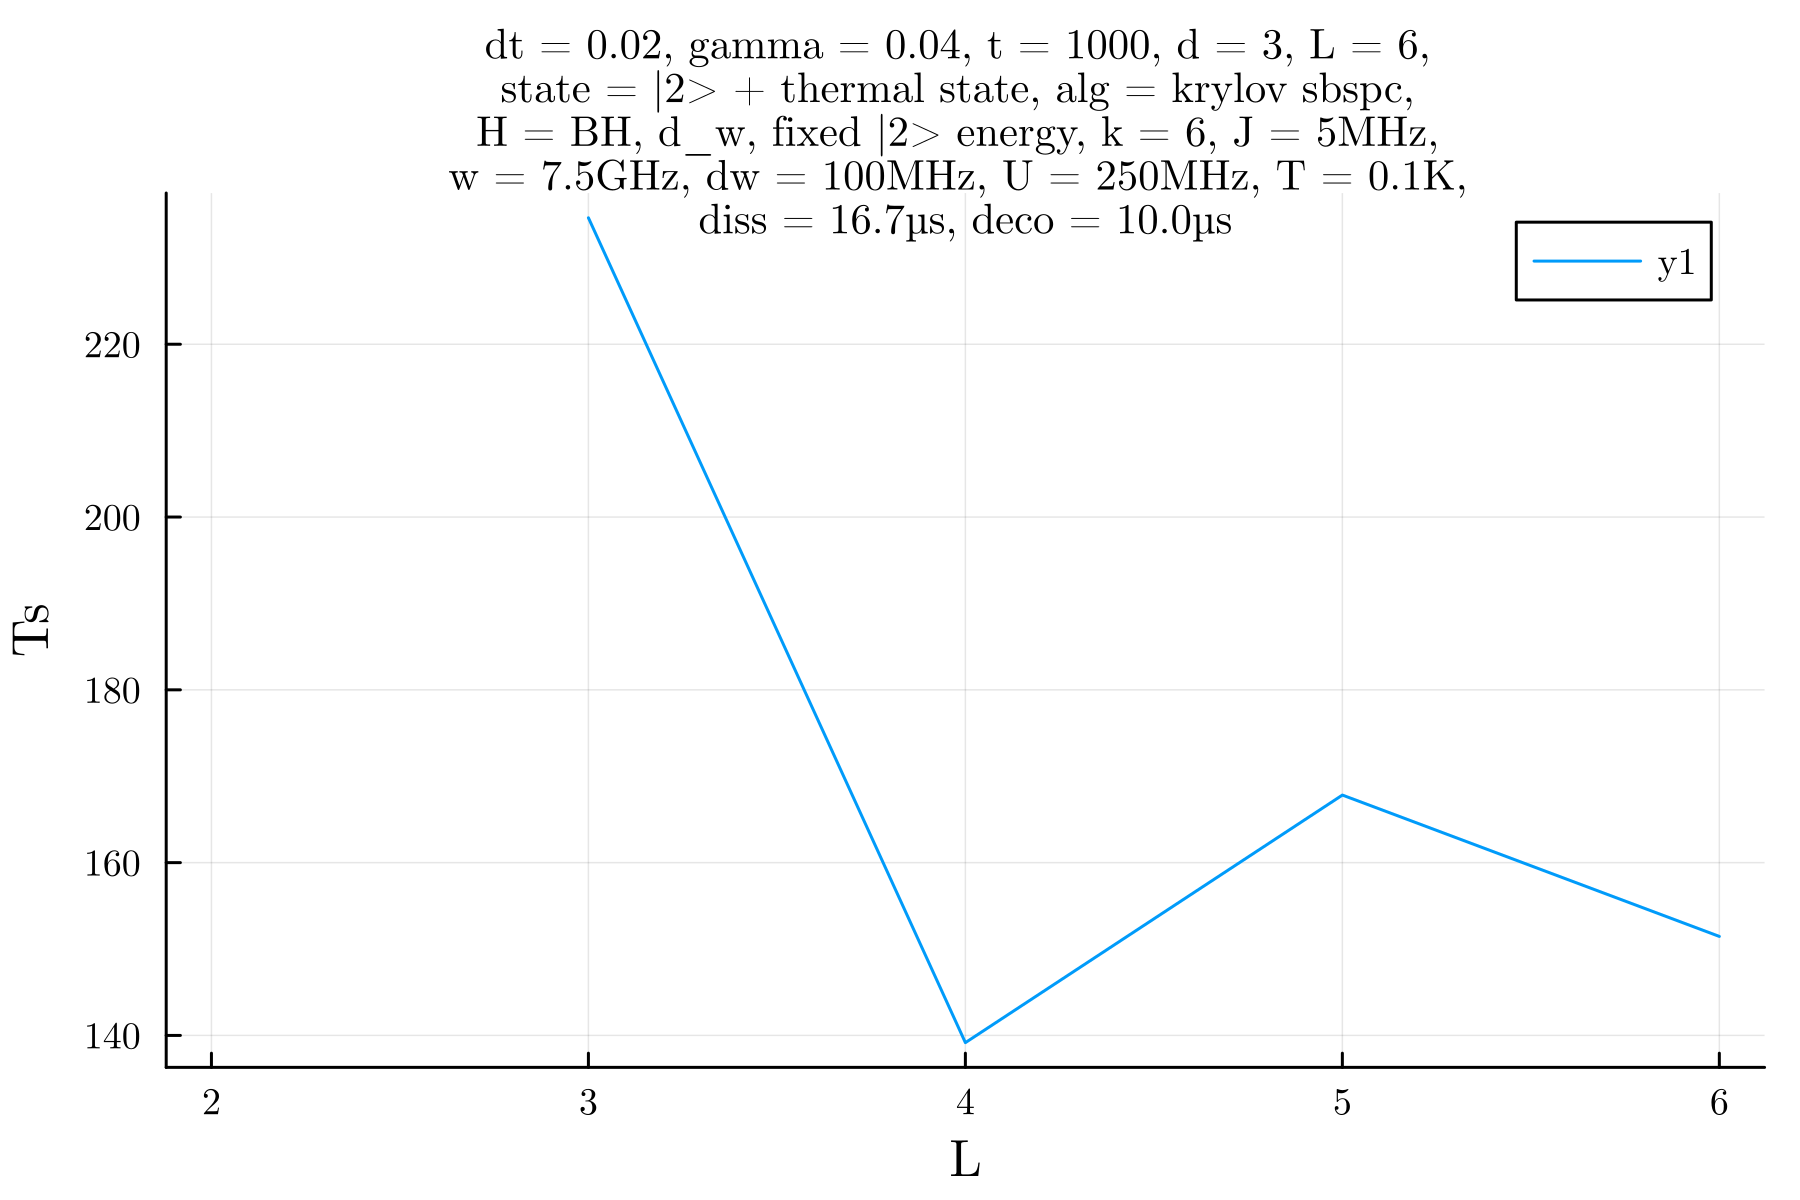 dt = 0.02, gamma = 0.04, t = 1000, d = 3, L = 6,
state = |2> + thermal state, alg = krylov sbspc,
H = BH, d_w, fixed |2> energy, k = 6, J = 5MHz,
w = 7.5GHz, dw = 100MHz, U = 250MHz, T = 0.1K,
diss = 16.7µs, deco = 10.0µs
y1
220
200
180
160
140
Ts
2 3 4 5 6
L